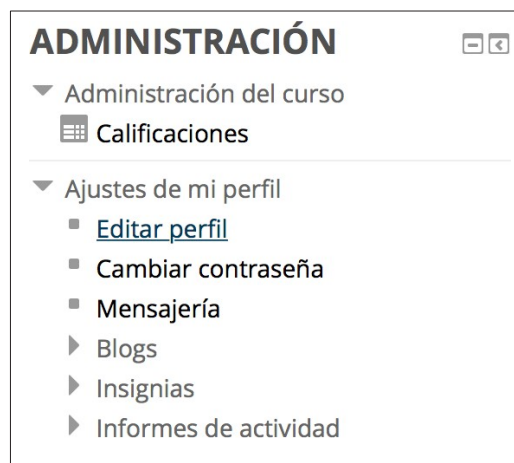 ADMINISTRACIÓN
Administración del curso
Calificaciones
Ajustes de mi perfil
Editar perfil
Cambiar contraseña
Mensajería
Blogs
Insignias
Informes de actividad